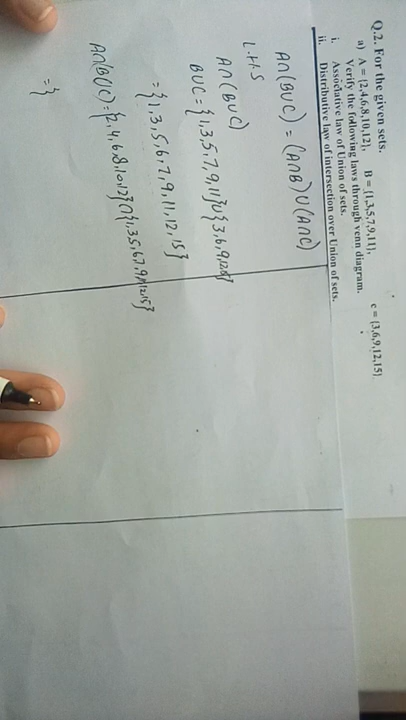 Q.2. For the given sets.
a) A = {2,4,6,8,10,12}, B = {1,3,5,7,9,11}, c = {3,6,9,12,15}
Verify the following laws through venn diagram.
i. Associative law of Union of sets.
ii. Distributive law of intersection over Union of sets.
A∩(B∪C) = (A∩B)∪(A∩C)
L.H.S
A∩(B∪C)
B∪C = {1,3,5,7,9,11}∪{3,6,9,12,15}
= {1,3,5,6,7,9,11,12,15}
A∩(B∪C) = {2,4,6,8,10,12}∩{1,3,5,6,7,9,11,12,15}
= {